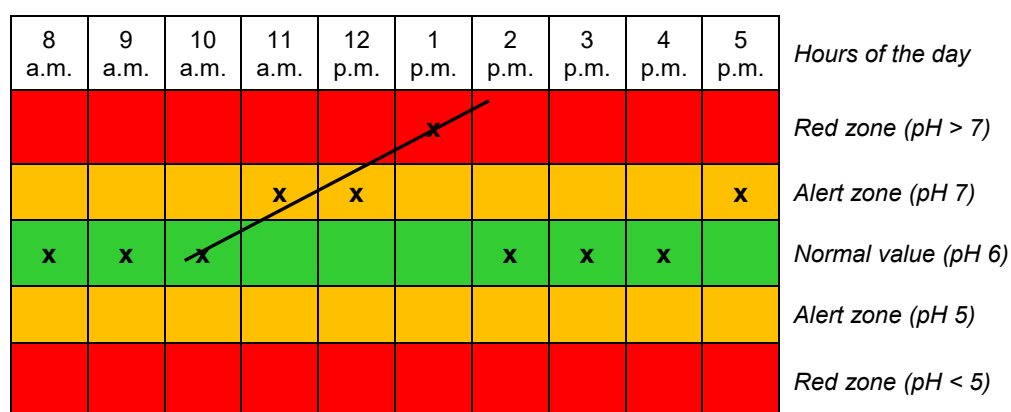 8 a.m. 9 a.m. 10 a.m. 11 a.m. 12 p.m. 1 p.m. 2 p.m. 3 p.m. 4 p.m. 5 p.m. Hours of the day
x Red zone (pH > 7)
x x x Alert zone (pH 7)
x x x x x x Normal value (pH 6)
Alert zone (pH 5)
Red zone (pH < 5)